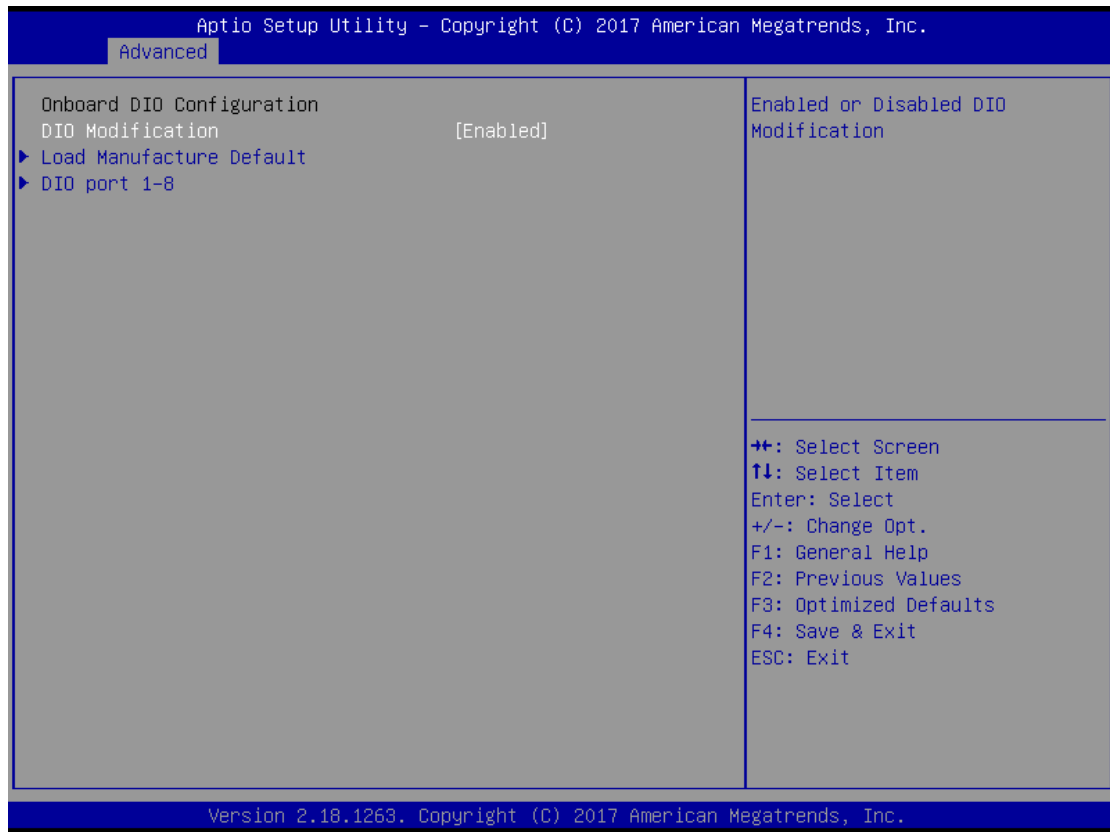 Aptio Setup Utility – Copyright (C) 2017 American Megatrends, Inc.
Advanced
Onboard DIO Configuration
DIO Modification [Enabled]
Load Manufacture Default
DIO port 1-8
Enabled or Disabled DIO
Modification
→←: Select Screen
↑↓: Select Item
Enter: Select
+/-: Change Opt.
F1: General Help
F2: Previous Values
F3: Optimized Defaults
F4: Save & Exit
ESC: Exit
Version 2.18.1263. Copyright (C) 2017 American Megatrends, Inc.